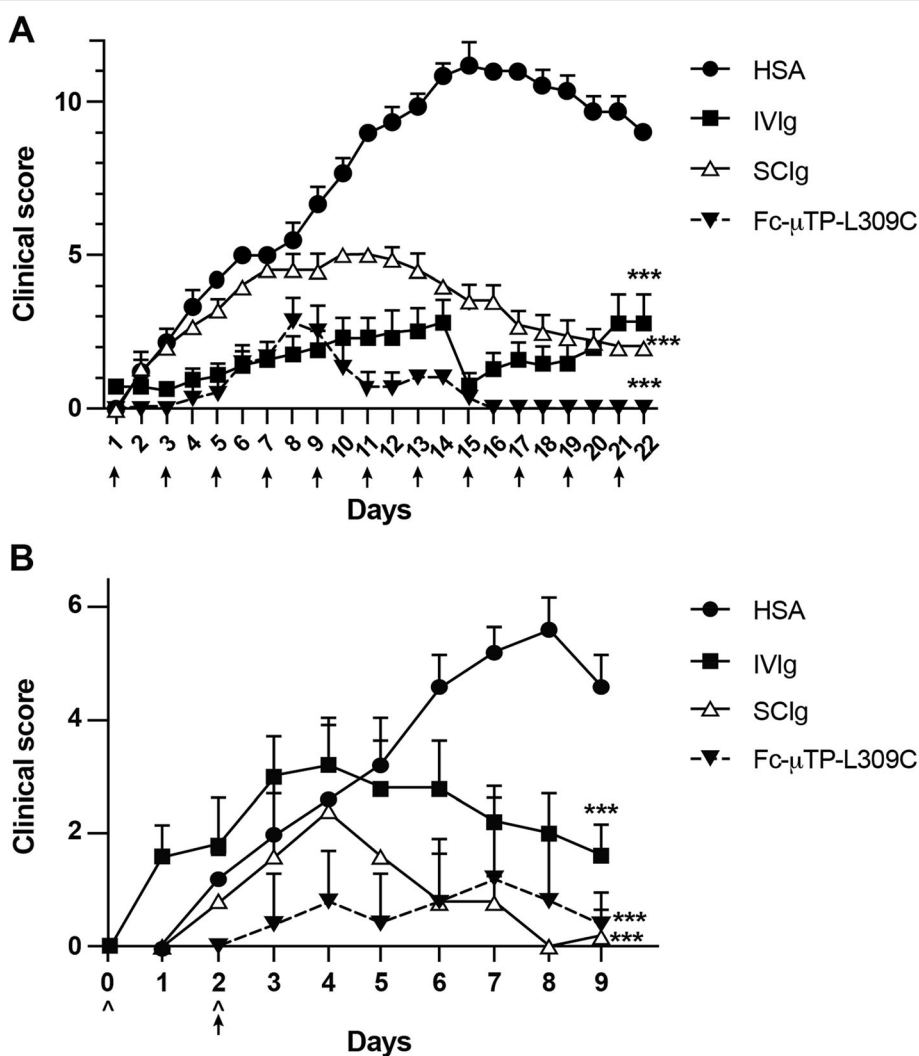 A
Clinical score
10
5
0
HSA
IVIg
SCIg
Fc-μTP-L309C
***
***
***
1 2 3 4 5 6 7 8 9 10 11 12 13 14 15 16 17 18 19 20 21 22
Days
B
Clinical score
6
4
2
0
HSA
IVIg
SCIg
Fc-μTP-L309C
***
***
***
0 1 2 3 4 5 6 7 8 9
^ ^
Days